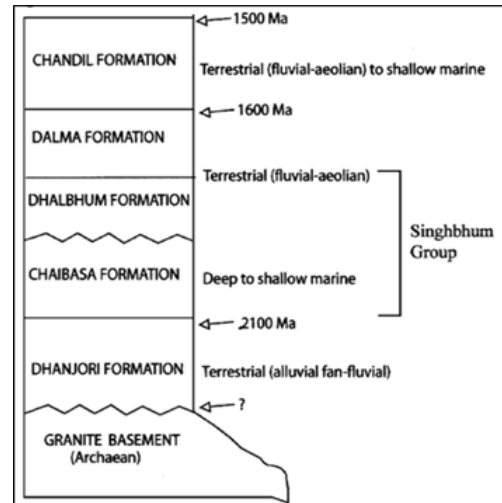 1500 Ma
CHANDIL FORMATION
Terrestrial (fluvial-aeolian) to shallow marine
1600 Ma
DALMA FORMATION
Terrestrial (fluvial-aeolian)
DHALBHUM FORMATION
Singhbhum
Group
CHAIBASA FORMATION
Deep to shallow marine
2100 Ma
DHANJORI FORMATION
Terrestrial (alluvial fan-fluvial)
?
GRANITE BASEMENT
(Archaean)